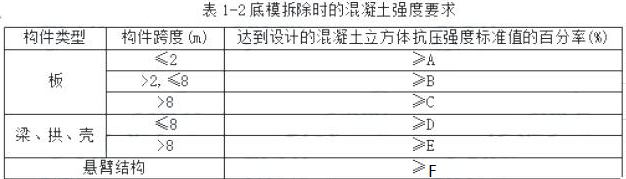 表 1-2 底模拆除时的混凝土强度要求
构件类型 构件跨度(m) 达到设计的混凝土立方体抗压强度标准值的百分率(%)
板 ≤2 ≥A
>2,≤8 ≥B
>8 ≥C
梁、拱、壳 ≤8 ≥D
>8 ≥E
悬臂结构 ≥F